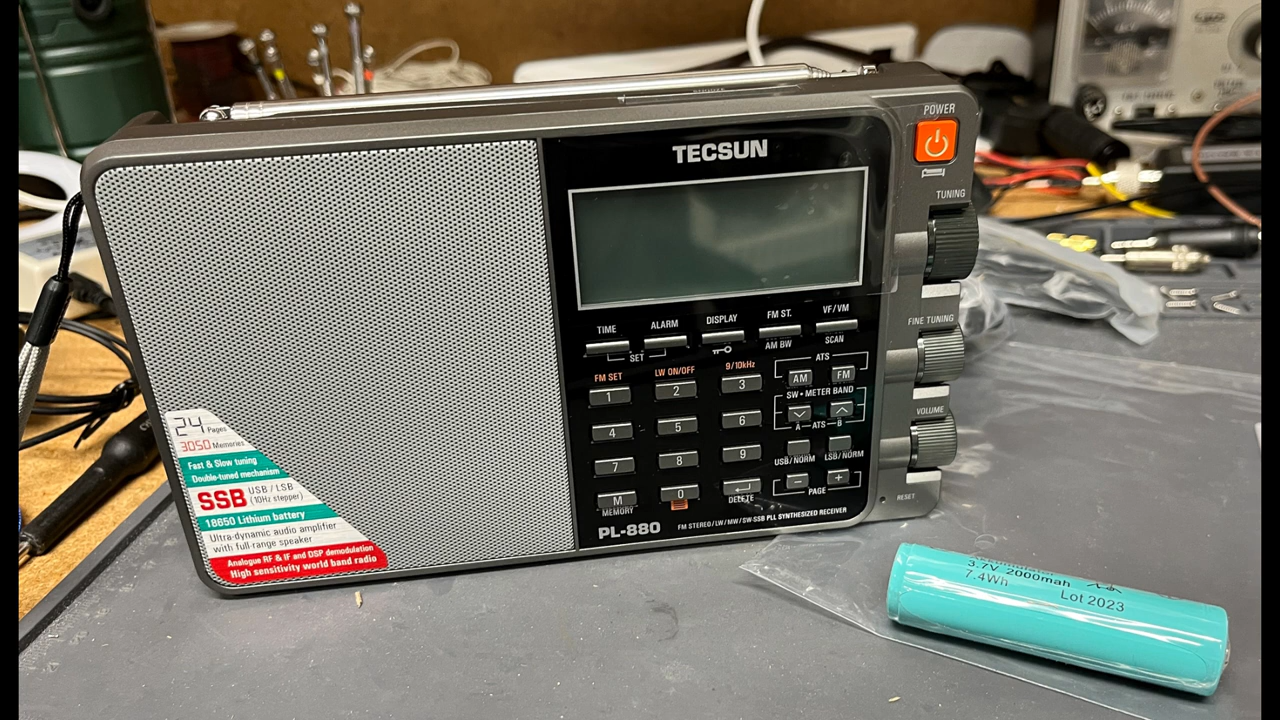 POWER
TECSUN
TUNING
TIME
ALARM
DISPLAY
FM ST.
VF/VM
SET
AM BW
SCAN
FINE TUNING
FM SET
LW ON/OFF
9/10kHz
ATS
1
2
3
AM
FM
SW • METER BAND
4
5
6
A—ATS—B
VOLUME
7
8
9
USB/NORM
LSB/NORM
M
0
−
+
MEMORY
DELETE
PAGE
RESET
PL-880
FM STEREO/LW/MW/SW-SSB PLL SYNTHESIZED RECEIVER
24 Pages
3050 Memories
Fast & Slow tuning
Double-tuned mechanism
SSB USB / LSB
(10Hz stepper)
18650 Lithium battery
Ultra-dynamic audio amplifier
with full-range speaker
Analogue RF & IF and DSP demodulation
High sensitivity world band radio
3.7V 2000mah
7.4Wh
Lot 2023